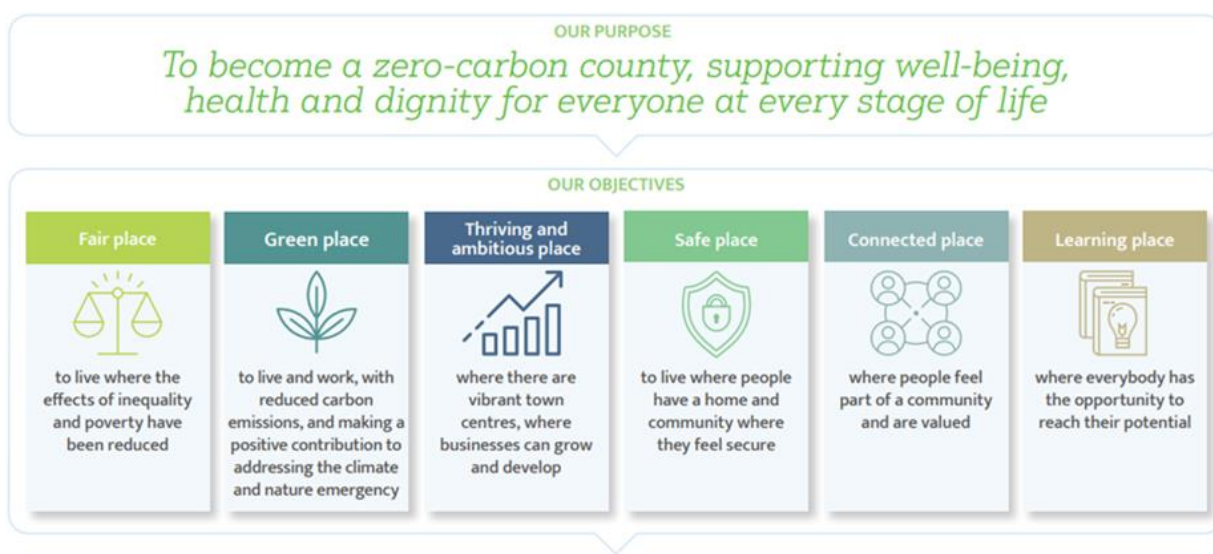 OUR PURPOSE
To become a zero-carbon county, supporting well-being,
health and dignity for everyone at every stage of life
OUR OBJECTIVES
Fair place
to live where the
effects of inequality
and poverty have
been reduced
Green place
to live and work, with
reduced carbon
emissions, and making a
positive contribution to
addressing the climate
and nature emergency
Thriving and
ambitious place
where there are
vibrant town
centres, where
businesses can grow
and develop
Safe place
to live where people
have a home and
community where
they feel secure
Connected place
where people feel
part of a community
and are valued
Learning place
where everybody has
the opportunity to
reach their potential